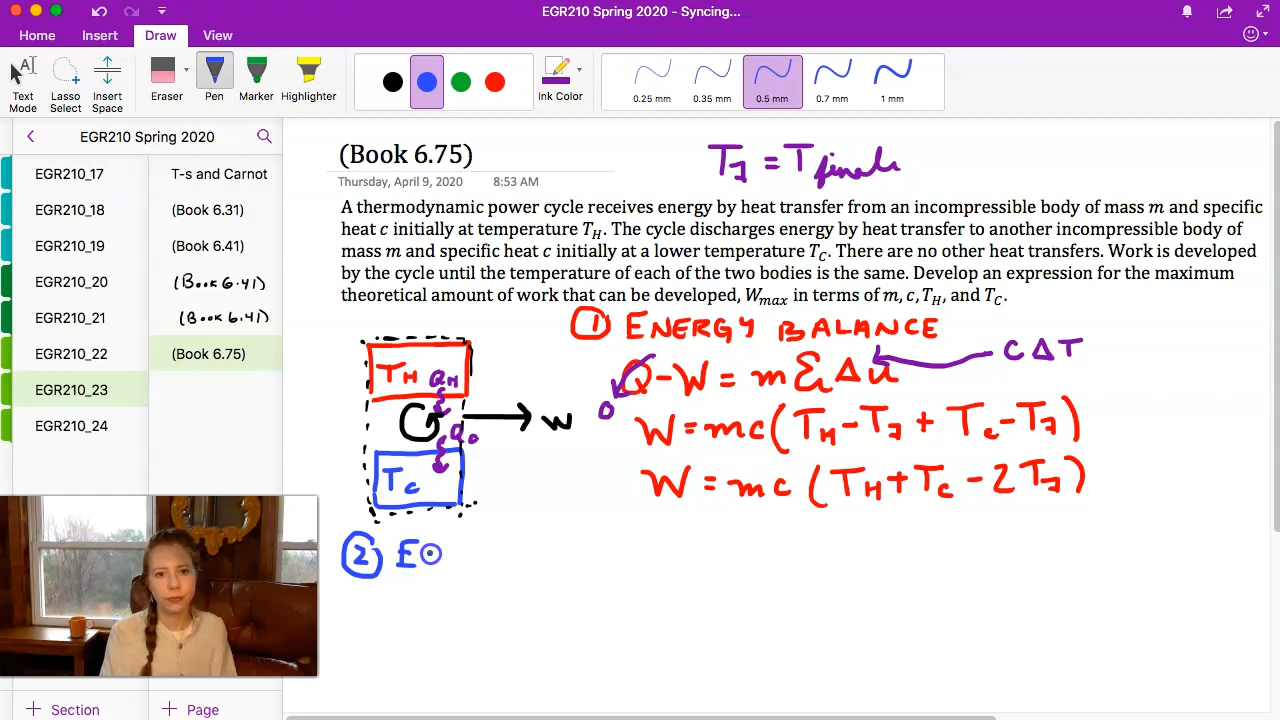 EGR210 Spring 2020 - Syncing...
Home Insert Draw View
Text Mode
Lasso Select
Insert Space
Eraser
Pen
Marker
Highlighter
Ink Color
0.25 mm
0.35 mm
0.5 mm
0.7 mm
1 mm
EGR210 Spring 2020
EGR210_17
EGR210_18
EGR210_19
EGR210_20
EGR210_21
EGR210_22
EGR210_23
EGR210_24
T-s and Carnot
(Book 6.31)
(Book 6.41)
(Book 6.41)
(Book 6.41)
(Book 6.75)
+ Section
+ Page
(Book 6.75)
Thursday, April 9, 2020 8:53 AM
T_f = T final
A thermodynamic power cycle receives energy by heat transfer from an incompressible body of mass m and specific
heat c initially at temperature T_H. The cycle discharges energy by heat transfer to another incompressible body of
mass m and specific heat c initially at a lower temperature T_C. There are no other heat transfers. Work is developed
by the cycle until the temperature of each of the two bodies is the same. Develop an expression for the maximum
theoretical amount of work that can be developed, W_max in terms of m, c, T_H, and T_C.
① ENERGY BALANCE
Q - W = m Σ Δu
C Δ T
0
W = mc (T_H - T_f + T_C - T_f)
W = mc (T_H + T_C - 2 T_f)
T_H
Q_H
W
Q_0
T_C
② E